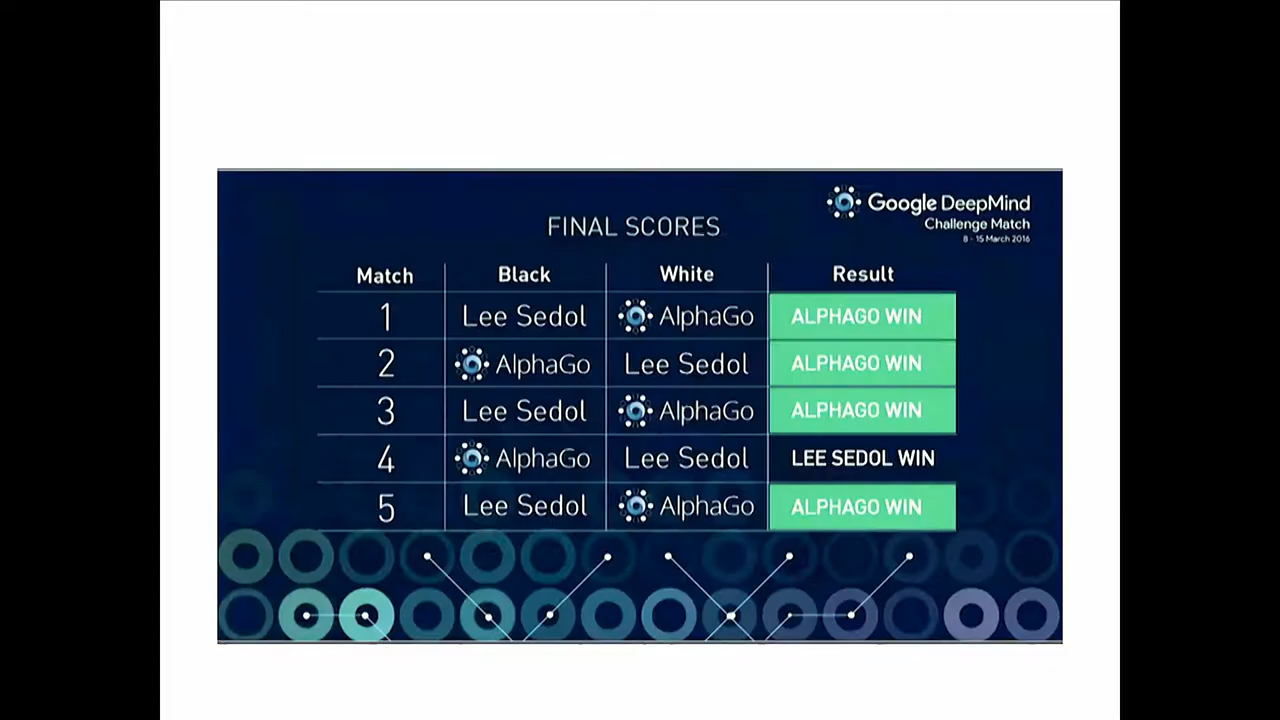 Google DeepMind
Challenge Match
8 - 15 March 2016
FINAL SCORES
Match Black White Result
1 Lee Sedol AlphaGo ALPHAGO WIN
2 AlphaGo Lee Sedol ALPHAGO WIN
3 Lee Sedol AlphaGo ALPHAGO WIN
4 AlphaGo Lee Sedol LEE SEDOL WIN
5 Lee Sedol AlphaGo ALPHAGO WIN